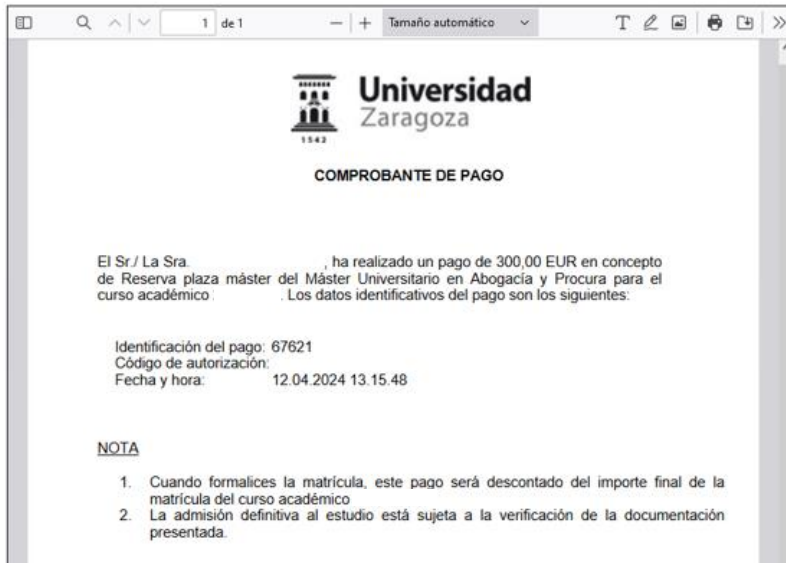 1 de 1
Tamaño automático
Universidad
Zaragoza
1542
COMPROBANTE DE PAGO
El Sr./ La Sra. , ha realizado un pago de 300,00 EUR en concepto
de Reserva plaza máster del Máster Universitario en Abogacía y Procura para el
curso académico . Los datos identificativos del pago son los siguientes:
Identificación del pago: 67621
Código de autorización:
Fecha y hora: 12.04.2024 13.15.48
NOTA
1. Cuando formalices la matrícula, este pago será descontado del importe final de la
matrícula del curso académico
2. La admisión definitiva al estudio está sujeta a la verificación de la documentación
presentada.